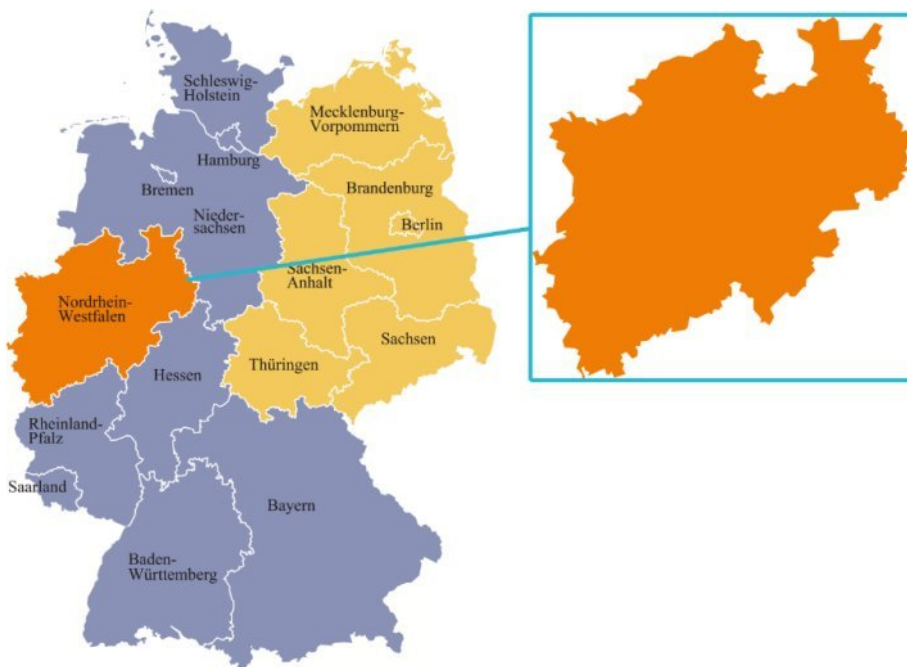 Schleswig-
Holstein
Mecklenburg-
Vorpommern
Hamburg
Bremen
Brandenburg
Nieder-
sachsen
Berlin
Sachsen-
Anhalt
Nordrhein-
Westfalen
Sachsen
Thüringen
Hessen
Rheinland-
Pfalz
Saarland
Bayern
Baden-
Württemberg